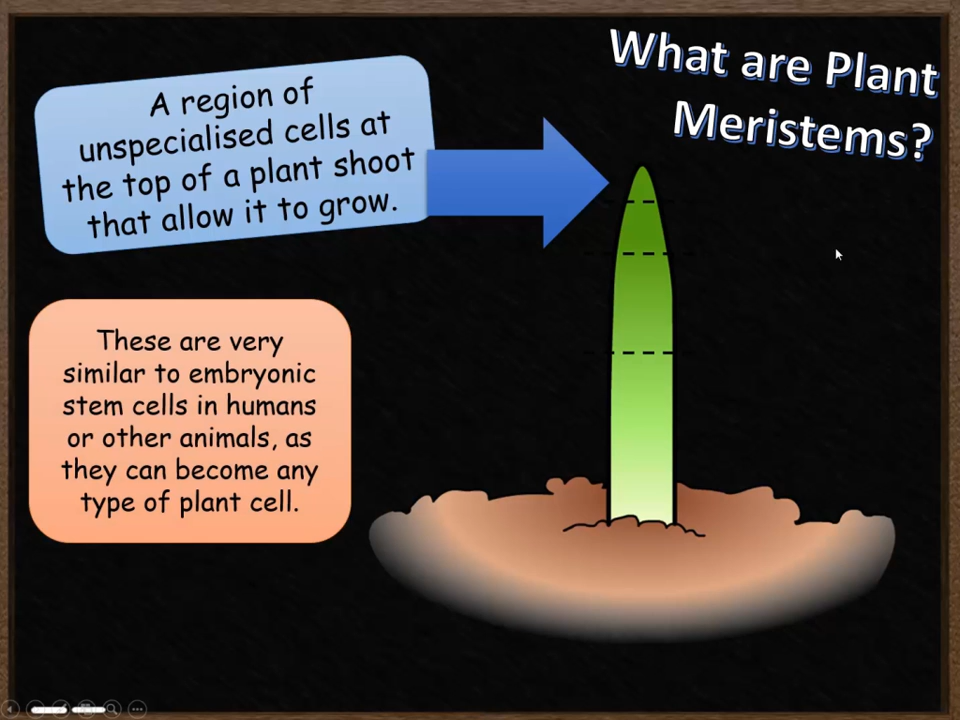 What are Plant
Meristems?
A region of
unspecialised cells at
the top of a plant shoot
that allow it to grow.
These are very
similar to embryonic
stem cells in humans
or other animals, as
they can become any
type of plant cell.